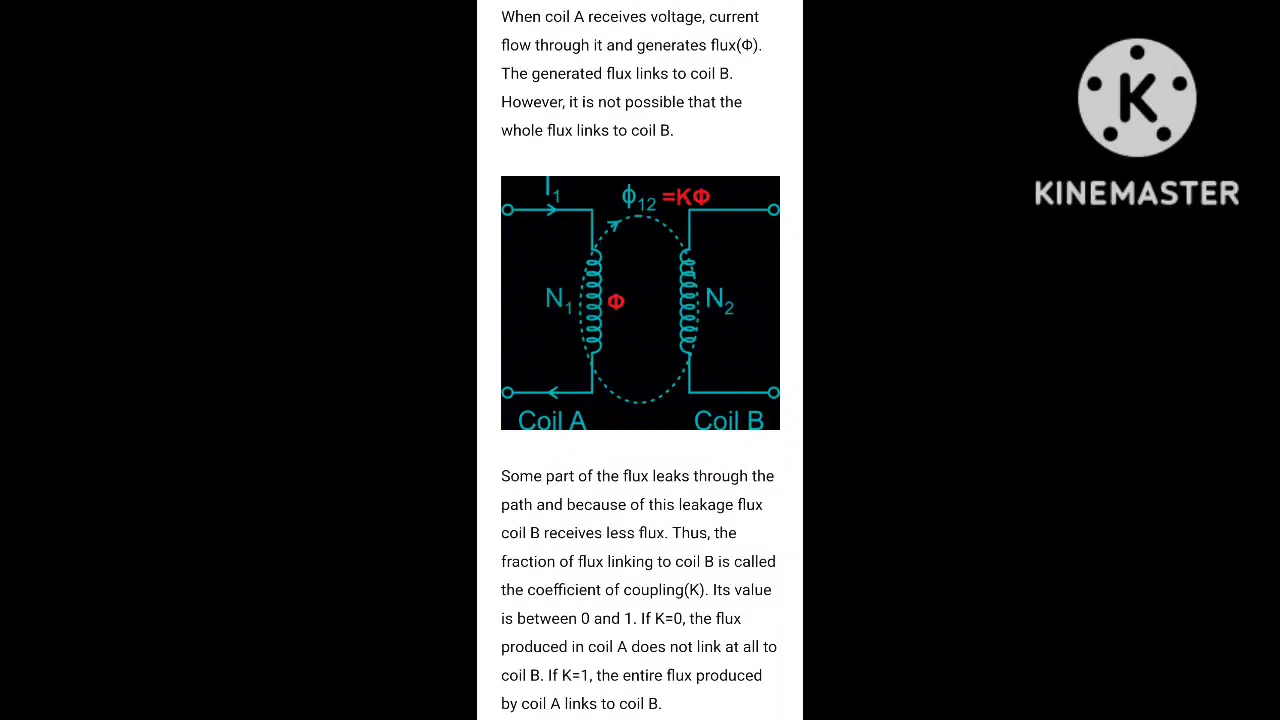 When coil A receives voltage, current
flow through it and generates flux(Φ).
The generated flux links to coil B.
However, it is not possible that the
whole flux links to coil B.
K
KINEMASTER
I₁
ϕ₁₂ =KΦ
N₁
Φ
N₂
Coil A
Coil B
Some part of the flux leaks through the
path and because of this leakage flux
coil B receives less flux. Thus, the
fraction of flux linking to coil B is called
the coefficient of coupling(K). Its value
is between 0 and 1. If K=0, the flux
produced in coil A does not link at all to
coil B. If K=1, the entire flux produced
by coil A links to coil B.